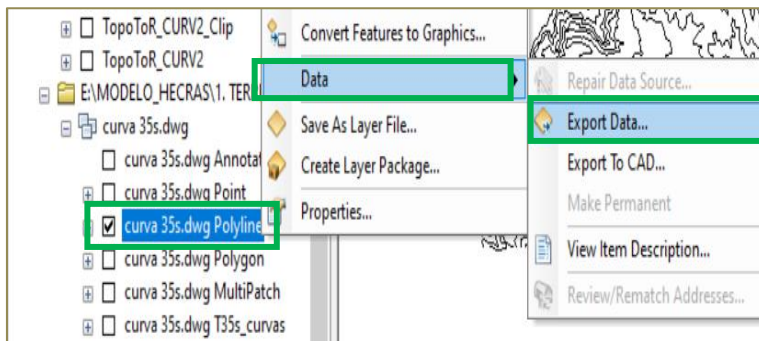 TopoToR_CURV2_Clip
TopoToR_CURV2
E:\MODELO_HECRAS\1.
curva 35s.dwg
curva 35s.dwg
curva 35s.dwg Point
curva 35s.dwg Polyline
curva 35s.dwg Polygon
curva 35s.dwg MultiPatch
curva 35s.dwg T35s_curvas
Convert Features to Graphics...
Data
Save As Layer File...
Create Layer Package...
Properties...
Repair Data Source...
Export Data...
Export To CAD...
Make Permanent
View Item Description...
Review/Rematch Addresses...